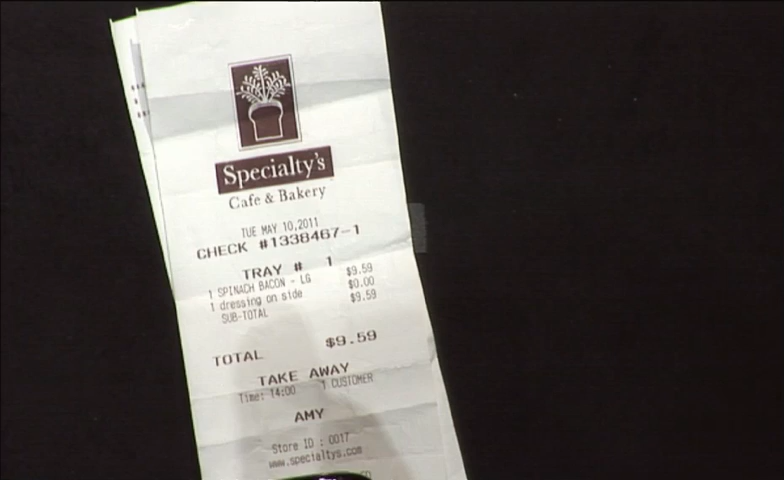 Specialty's
Cafe & Bakery
TUE MAY 10,2011
CHECK #1338467-1
TRAY # 1
1 SPINACH BACON - LG $9.59
1 dressing on side $0.00
SUB-TOTAL $9.59
TOTAL $9.59
TAKE AWAY
Time: 14:00 1 CUSTOMER
AMY
Store ID : 0017
www.specialtys.com